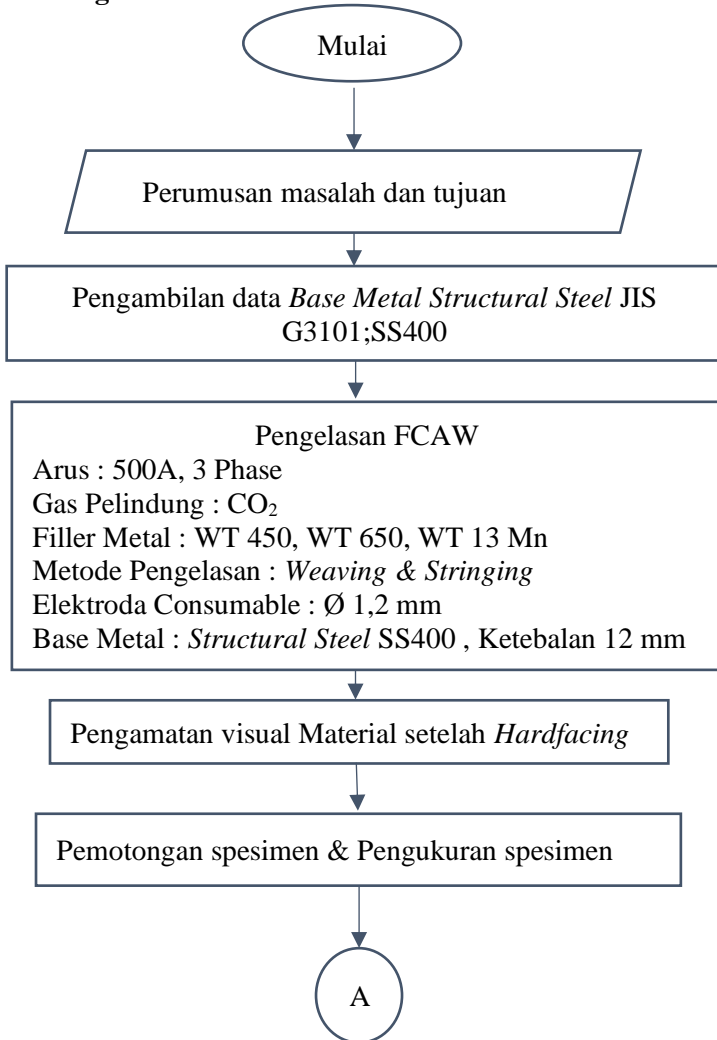 Mulai
Perumusan masalah dan tujuan
Pengambilan data Base Metal Structural Steel JIS
G3101;SS400
Pengelasan FCAW
Arus : 500A, 3 Phase
Gas Pelindung : CO₂
Filler Metal : WT 450, WT 650, WT 13 Mn
Metode Pengelasan : Weaving & Stringing
Elektroda Consumable : Ø 1,2 mm
Base Metal : Structural Steel SS400 , Ketebalan 12 mm
Pengamatan visual Material setelah Hardfacing
Pemotongan spesimen & Pengukuran spesimen
A